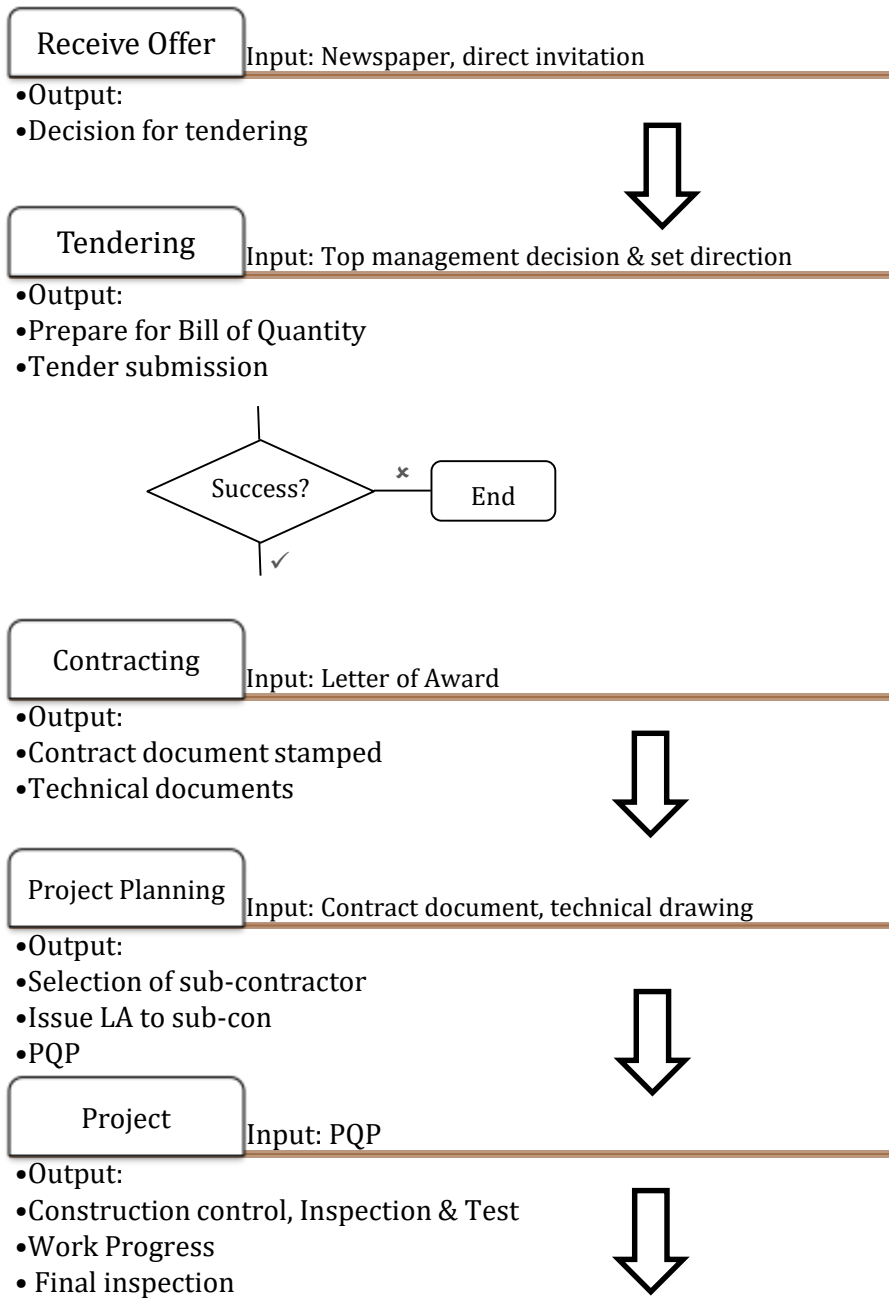 Receive Offer
Input: Newspaper, direct invitation
•Output:
•Decision for tendering
Tendering
Input: Top management decision & set direction
•Output:
•Prepare for Bill of Quantity
•Tender submission
Success?
✘
End
✓
Contracting
Input: Letter of Award
•Output:
•Contract document stamped
•Technical documents
Project Planning
Input: Contract document, technical drawing
•Output:
•Selection of sub-contractor
•Issue LA to sub-con
•PQP
Project
Input: PQP
•Output:
•Construction control, Inspection & Test
•Work Progress
• Final inspection